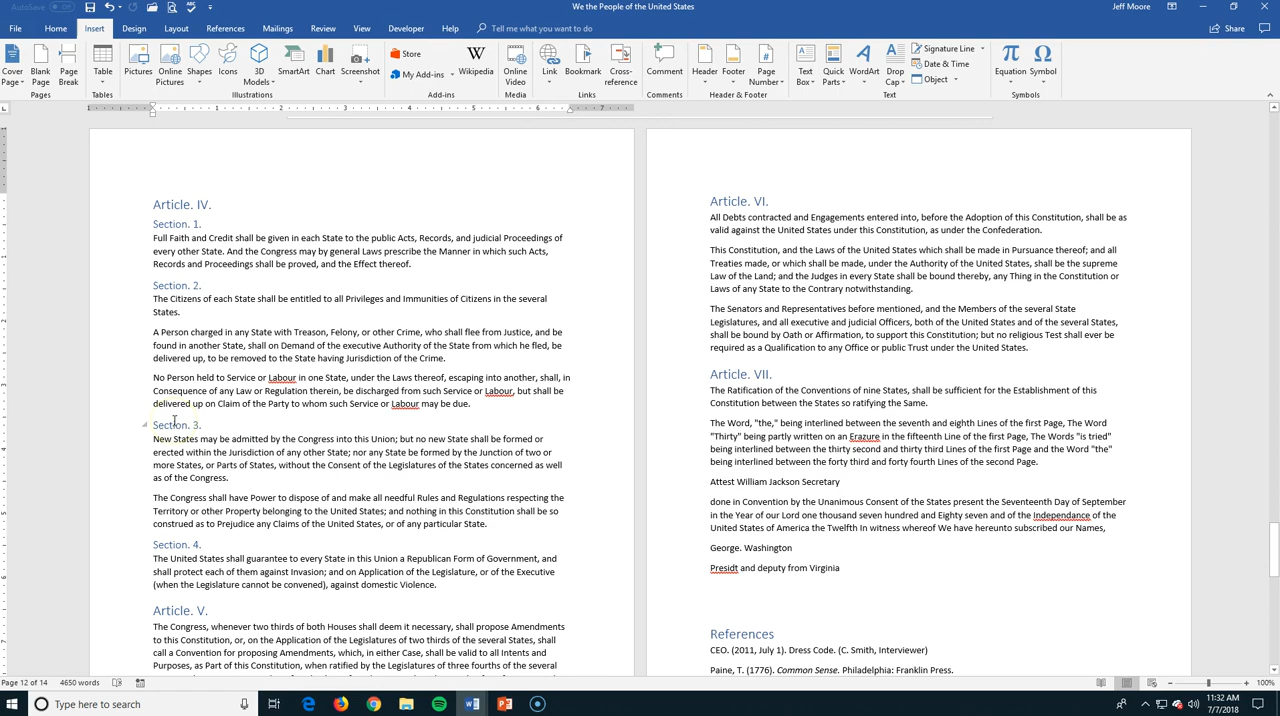 AutoSave Off
We the People of the United States
Jeff Moore
File Home Insert Design Layout References Mailings Review View Developer Help Tell me what you want to do
Share
Cover Page
Blank Page
Page Break
Table
Pictures
Online Pictures
Shapes
Icons
3D Models
SmartArt
Chart
Screenshot
Store
My Add-ins
Wikipedia
Online Video
Link
Bookmark
Cross-reference
Comment
Header
Footer
Page Number
Text Box
Quick Parts
WordArt
Drop Cap
Signature Line
Date & Time
Object
Equation
Symbol
Pages Tables Illustrations Add-ins Media Links Comments Header & Footer Text Symbols
1 1 2 3 4 5 6 7
Article. IV.
Section. 1.
Full Faith and Credit shall be given in each State to the public Acts, Records, and judicial Proceedings of
every other State. And the Congress may by general Laws prescribe the Manner in which such Acts,
Records and Proceedings shall be proved, and the Effect thereof.
Section. 2.
The Citizens of each State shall be entitled to all Privileges and Immunities of Citizens in the several
States.
A Person charged in any State with Treason, Felony, or other Crime, who shall flee from Justice, and be
found in another State, shall on Demand of the executive Authority of the State from which he fled, be
delivered up, to be removed to the State having Jurisdiction of the Crime.
No Person held to Service or Labour in one State, under the Laws thereof, escaping into another, shall, in
Consequence of any Law or Regulation therein, be discharged from such Service or Labour, but shall be
delivered up on Claim of the Party to whom such Service or Labour may be due.
Section. 3.
New States may be admitted by the Congress into this Union; but no new State shall be formed or
erected within the Jurisdiction of any other State; nor any State be formed by the Junction of two or
more States, or Parts of States, without the Consent of the Legislatures of the States concerned as well
as of the Congress.
The Congress shall have Power to dispose of and make all needful Rules and Regulations respecting the
Territory or other Property belonging to the United States; and nothing in this Constitution shall be so
construed as to Prejudice any Claims of the United States, or of any particular State.
Section. 4.
The United States shall guarantee to every State in this Union a Republican Form of Government, and
shall protect each of them against Invasion; and on Application of the Legislature, or of the Executive
(when the Legislature cannot be convened), against domestic Violence.
Article. V.
The Congress, whenever two thirds of both Houses shall deem it necessary, shall propose Amendments
to this Constitution, or, on the Application of the Legislatures of two thirds of the several States, shall
call a Convention for proposing Amendments, which, in either Case, shall be valid to all Intents and
Purposes, as Part of this Constitution, when ratified by the Legislatures of three fourths of the several
Article. VI.
All Debts contracted and Engagements entered into, before the Adoption of this Constitution, shall be as
valid against the United States under this Constitution, as under the Confederation.
This Constitution, and the Laws of the United States which shall be made in Pursuance thereof; and all
Treaties made, or which shall be made, under the Authority of the United States, shall be the supreme
Law of the Land; and the Judges in every State shall be bound thereby, any Thing in the Constitution or
Laws of any State to the Contrary notwithstanding.
The Senators and Representatives before mentioned, and the Members of the several State
Legislatures, and all executive and judicial Officers, both of the United States and of the several States,
shall be bound by Oath or Affirmation, to support this Constitution; but no religious Test shall ever be
required as a Qualification to any Office or public Trust under the United States.
Article. VII.
The Ratification of the Conventions of nine States, shall be sufficient for the Establishment of this
Constitution between the States so ratifying the Same.
The Word, "the," being interlined between the seventh and eighth Lines of the first Page, The Word
"Thirty" being partly written on an Erazure in the fifteenth Line of the first Page, The Words "is tried"
being interlined between the thirty second and thirty third Lines of the first Page and the Word "the"
being interlined between the forty third and forty fourth Lines of the second Page.
Attest William Jackson Secretary
done in Convention by the Unanimous Consent of the States present the Seventeenth Day of September
in the Year of our Lord one thousand seven hundred and Eighty seven and of the Independance of the
United States of America the Twelfth In witness whereof We have hereunto subscribed our Names,
George. Washington
Presidt and deputy from Virginia
References
CEO. (2011, July 1). Dress Code. (C. Smith, Interviewer)
Paine, T. (1776). Common Sense. Philadelphia: Franklin Press.
Page 12 of 14 4650 words
100%
Type here to search
11:32 AM
7/7/2018